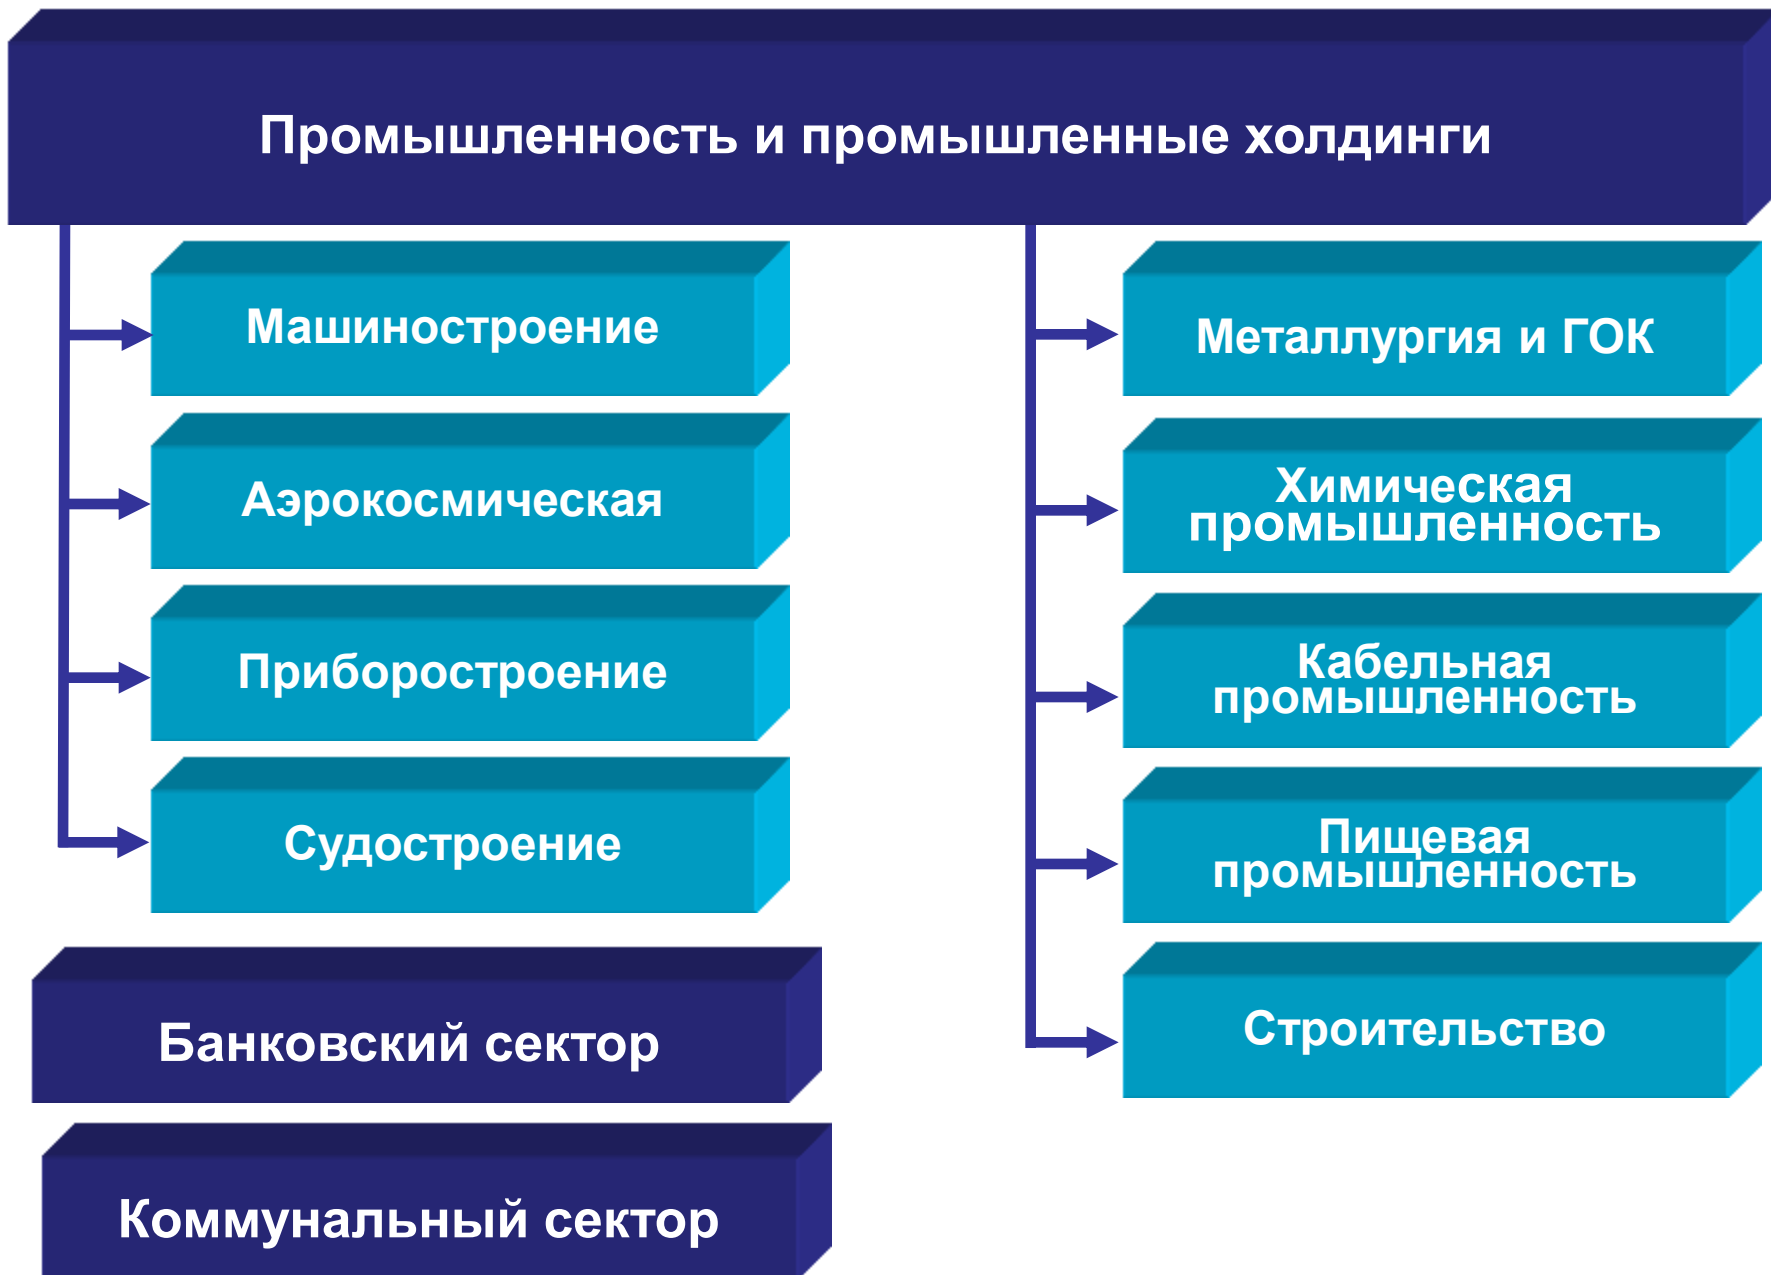 Промышленность и промышленные холдинги
Машиностроение
Аэрокосмическая
Приборостроение
Судостроение
Металлургия и ГОК
Химическая
промышленность
Кабельная
промышленность
Пищевая
промышленность
Строительство
Банковский сектор
Коммунальный сектор